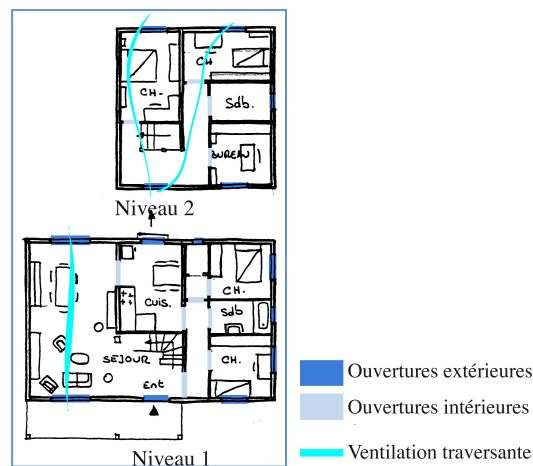 CH
CH-
Sdb.
BUREAU
Niveau 2
CUIS.
CH.
Sdb
SEJOUR
CH.
Ent
Niveau 1
Ouvertures extérieures
Ouvertures intérieures
Ventilation traversante